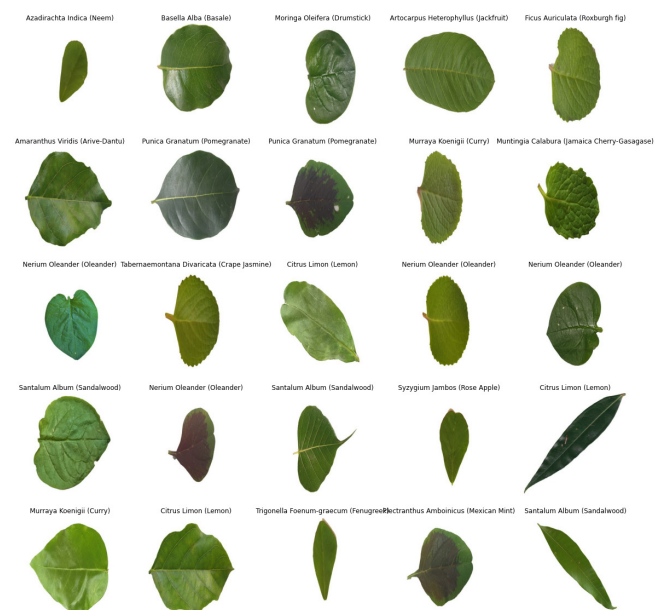 Azadirachta Indica (Neem)
Basella Alba (Basale)
Moringa Oleifera (Drumstick)
Artocarpus Heterophyllus (Jackfruit)
Ficus Auriculata (Roxburgh fig)
Amaranthus Viridis (Arive-Dantu)
Punica Granatum (Pomegranate)
Punica Granatum (Pomegranate)
Murraya Koenigii (Curry)
Muntingia Calabura (Jamaica Cherry-Gasagase)
Nerium Oleander (Oleander)
Tabernaemontana Divaricata (Crape Jasmine)
Citrus Limon (Lemon)
Nerium Oleander (Oleander)
Nerium Oleander (Oleander)
Santalum Album (Sandalwood)
Nerium Oleander (Oleander)
Santalum Album (Sandalwood)
Syzygium Jambos (Rose Apple)
Citrus Limon (Lemon)
Murraya Koenigii (Curry)
Citrus Limon (Lemon)
Trigonella Foenum-graecum (Fenugreek)
Plectranthus Amboinicus (Mexican Mint)
Santalum Album (Sandalwood)